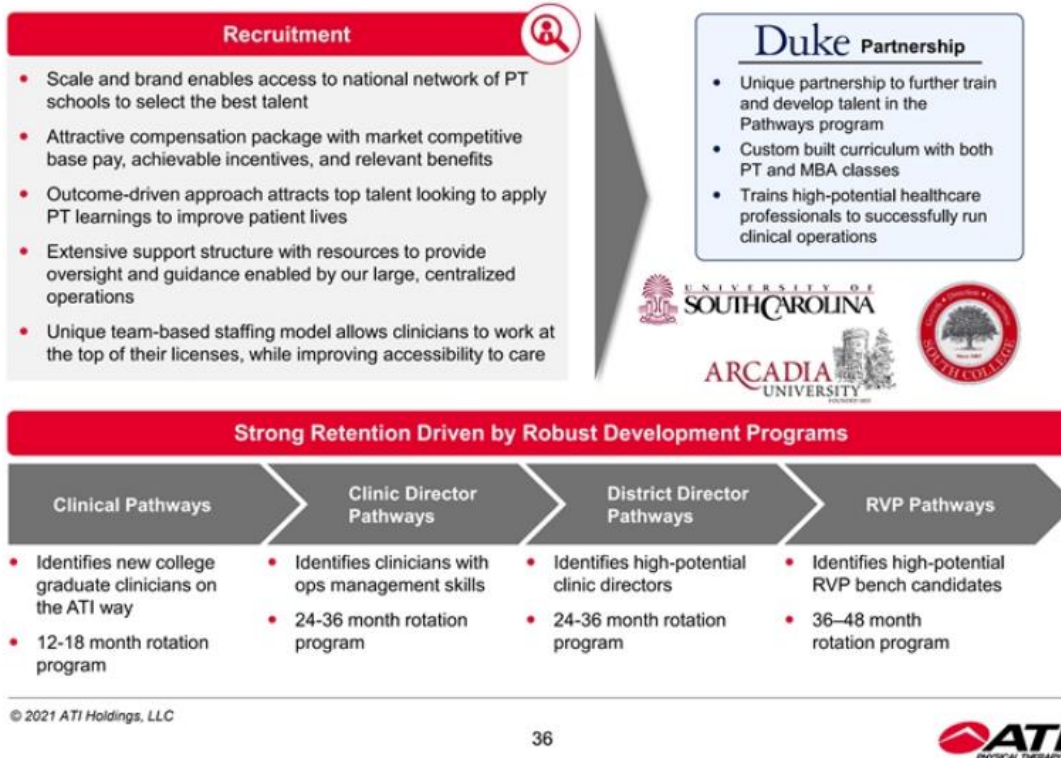 Recruitment
• Scale and brand enables access to national network of PT
schools to select the best talent
• Attractive compensation package with market competitive
base pay, achievable incentives, and relevant benefits
• Outcome-driven approach attracts top talent looking to apply
PT learnings to improve patient lives
• Extensive support structure with resources to provide
oversight and guidance enabled by our large, centralized
operations
• Unique team-based staffing model allows clinicians to work at
the top of their licenses, while improving accessibility to care
Duke Partnership
• Unique partnership to further train
and develop talent in the
Pathways program
• Custom built curriculum with both
PT and MBA classes
• Trains high-potential healthcare
professionals to successfully run
clinical operations
UNIVERSITY OF
SOUTH CAROLINA
ARCADIA
UNIVERSITY
SOUTH COLLEGE
Strong Retention Driven by Robust Development Programs
Clinical Pathways
• Identifies new college
graduate clinicians on
the ATI way
• 12-18 month rotation
program
Clinic Director
Pathways
• Identifies clinicians with
ops management skills
• 24-36 month rotation
program
District Director
Pathways
• Identifies high-potential
clinic directors
• 24-36 month rotation
program
RVP Pathways
• Identifies high-potential
RVP bench candidates
• 36–48 month
rotation program
© 2021 ATI Holdings, LLC
36
ATI
PHYSICAL THERAPY